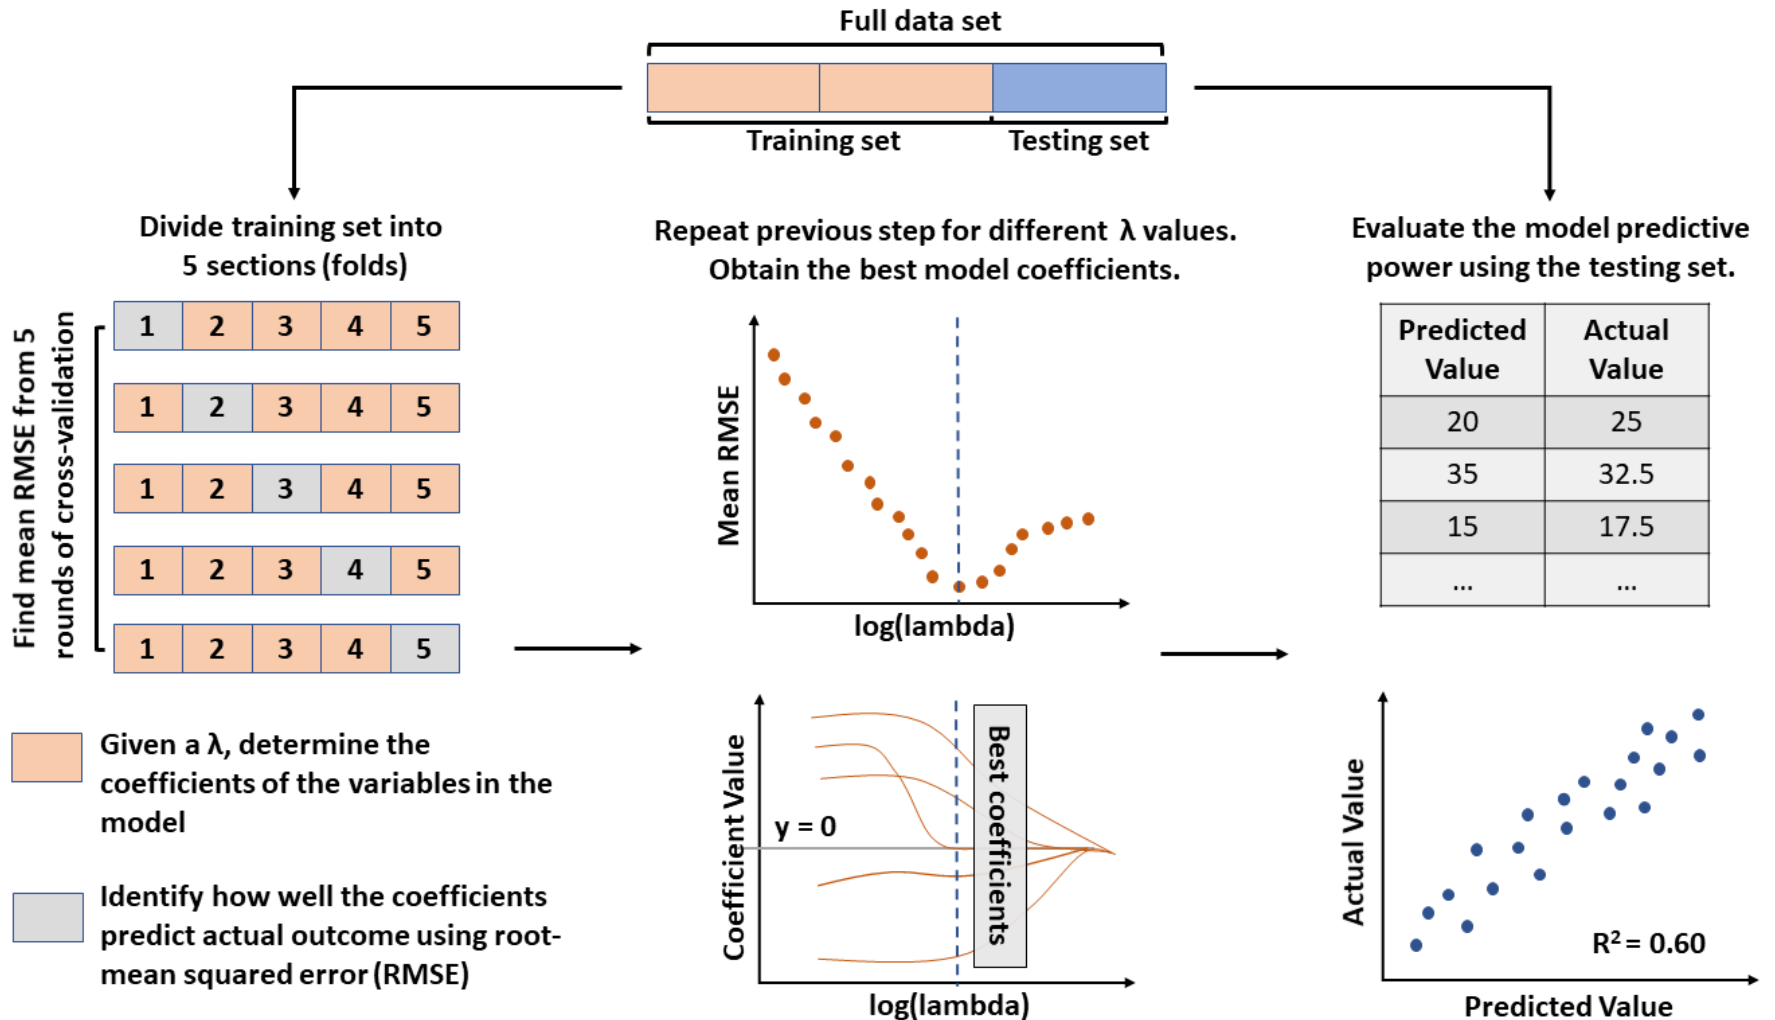 Full data set
Training set
Testing set
Divide training set into
5 sections (folds)
Find mean RMSE from 5
rounds of cross-validation
1 2 3 4 5
1 2 3 4 5
1 2 3 4 5
1 2 3 4 5
1 2 3 4 5
Given a λ, determine the
coefficients of the variables in the
model
Identify how well the coefficients
predict actual outcome using root-
mean squared error (RMSE)
Repeat previous step for different λ values.
Obtain the best model coefficients.
Mean RMSE
log(lambda)
Coefficient Value
y = 0
Best coefficients
log(lambda)
Evaluate the model predictive
power using the testing set.
Predicted
Value
Actual
Value
20 25
35 32.5
15 17.5
... ...
Actual Value
R² = 0.60
Predicted Value